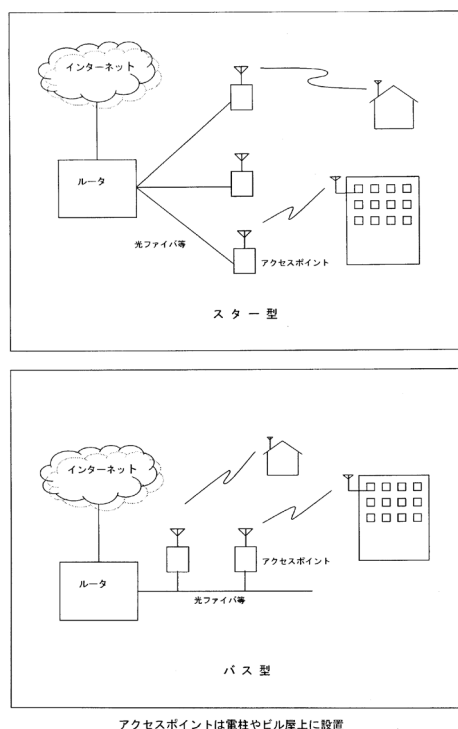 インターネット
ルータ
光ファイバ等
アクセスポイント
スター型
インターネット
ルータ
アクセスポイント
光ファイバ等
バス型
アクセスポイントは電柱やビル屋上に設置